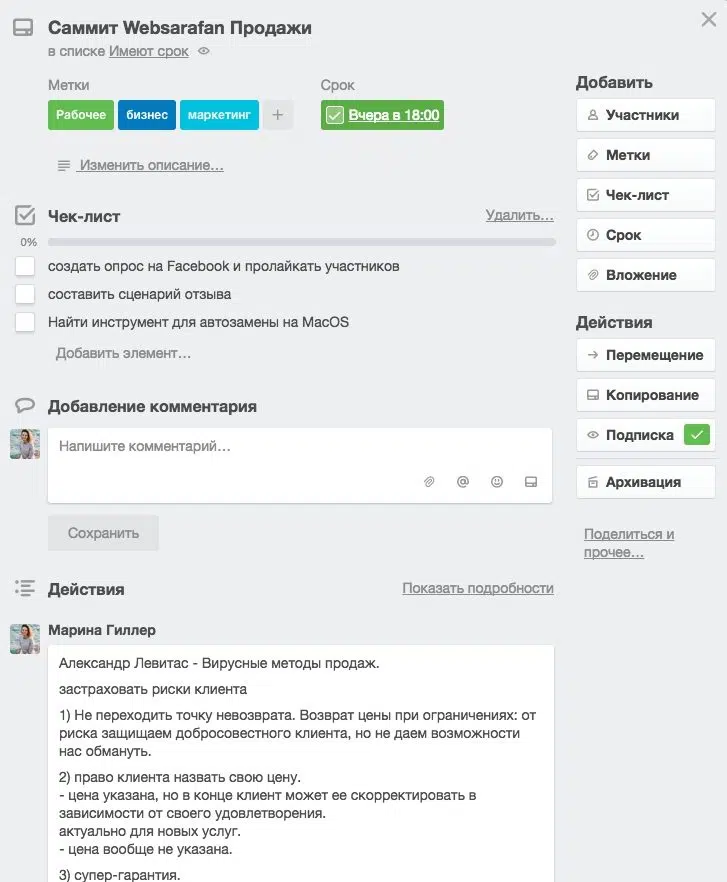 Саммит Websarafan Продажи
в списке Имеют срок
Метки
Рабочее
бизнес
маркетинг
+
Срок
Вчера в 18:00
Изменить описание…
Чек-лист
Удалить…
0%
создать опрос на Facebook и пролайкать участников
составить сценарий отзыва
Найти инструмент для автозамены на MacOS
Добавить элемент…
Добавление комментария
Напишите комментарий…
@
Сохранить
Действия
Показать подробности
Марина Гиллер
Александр Левитас - Вирусные методы продаж.
застраховать риски клиента
1) Не переходить точку невозврата. Возврат цены при ограничениях: от
риска защищаем добросовестного клиента, но не даем возможности
нас обмануть.
2) право клиента назвать свою цену.
- цена указана, но в конце клиент может ее скорректировать в
зависимости от своего удовлетворения.
актуально для новых услуг.
- цена вообще не указана.
3) супер-гарантия.
Добавить
Участники
Метки
Чек-лист
Срок
Вложение
Действия
Перемещение
Копирование
Подписка
Архивация
Поделиться и
прочее…